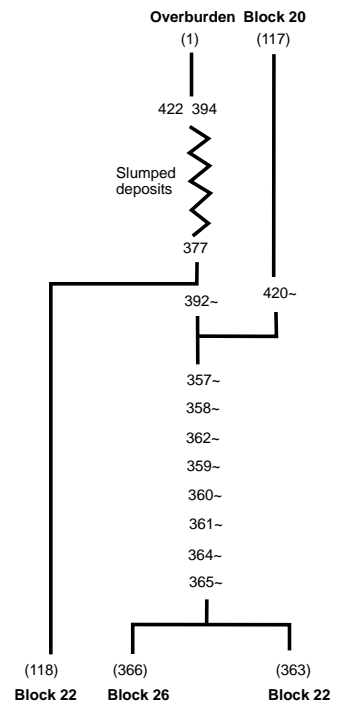 Overburden Block 20
(1) (117)
422 394
Slumped
deposits
377
392~ 420~
357~
358~
362~
359~
360~
361~
364~
365~
(118) (366) (363)
Block 22 Block 26 Block 22